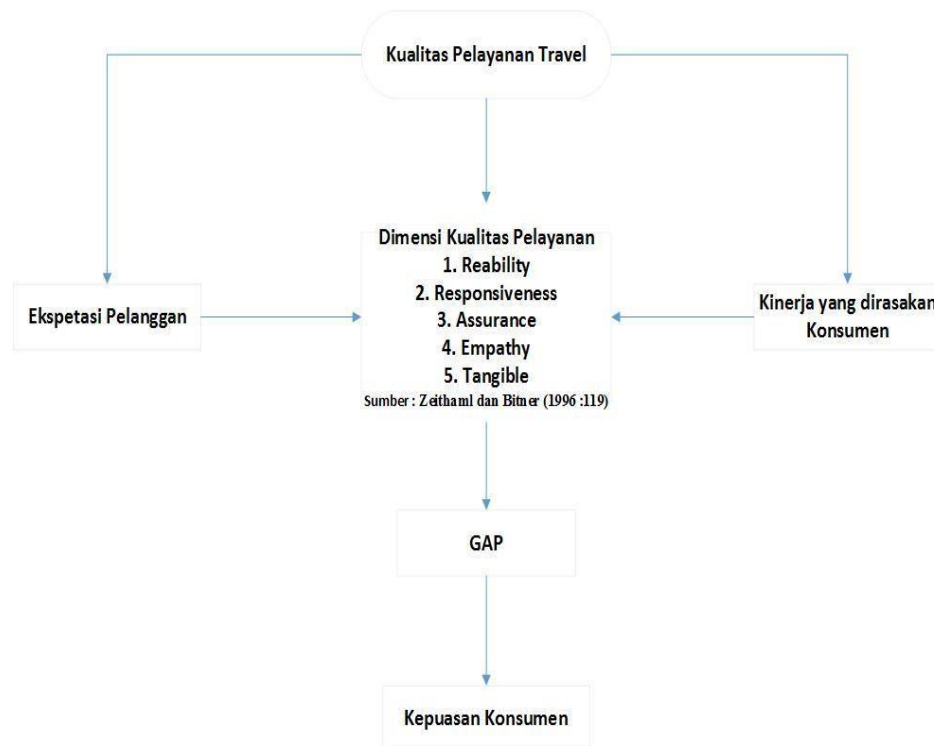 Kualitas Pelayanan Travel
Dimensi Kualitas Pelayanan
1. Reability
2. Responsiveness
3. Assurance
4. Empathy
5. Tangible
Sumber : Zeithaml dan Bitner (1996 :119)
Ekspetasi Pelanggan
Kinerja yang dirasakan
Konsumen
GAP
Kepuasan Konsumen